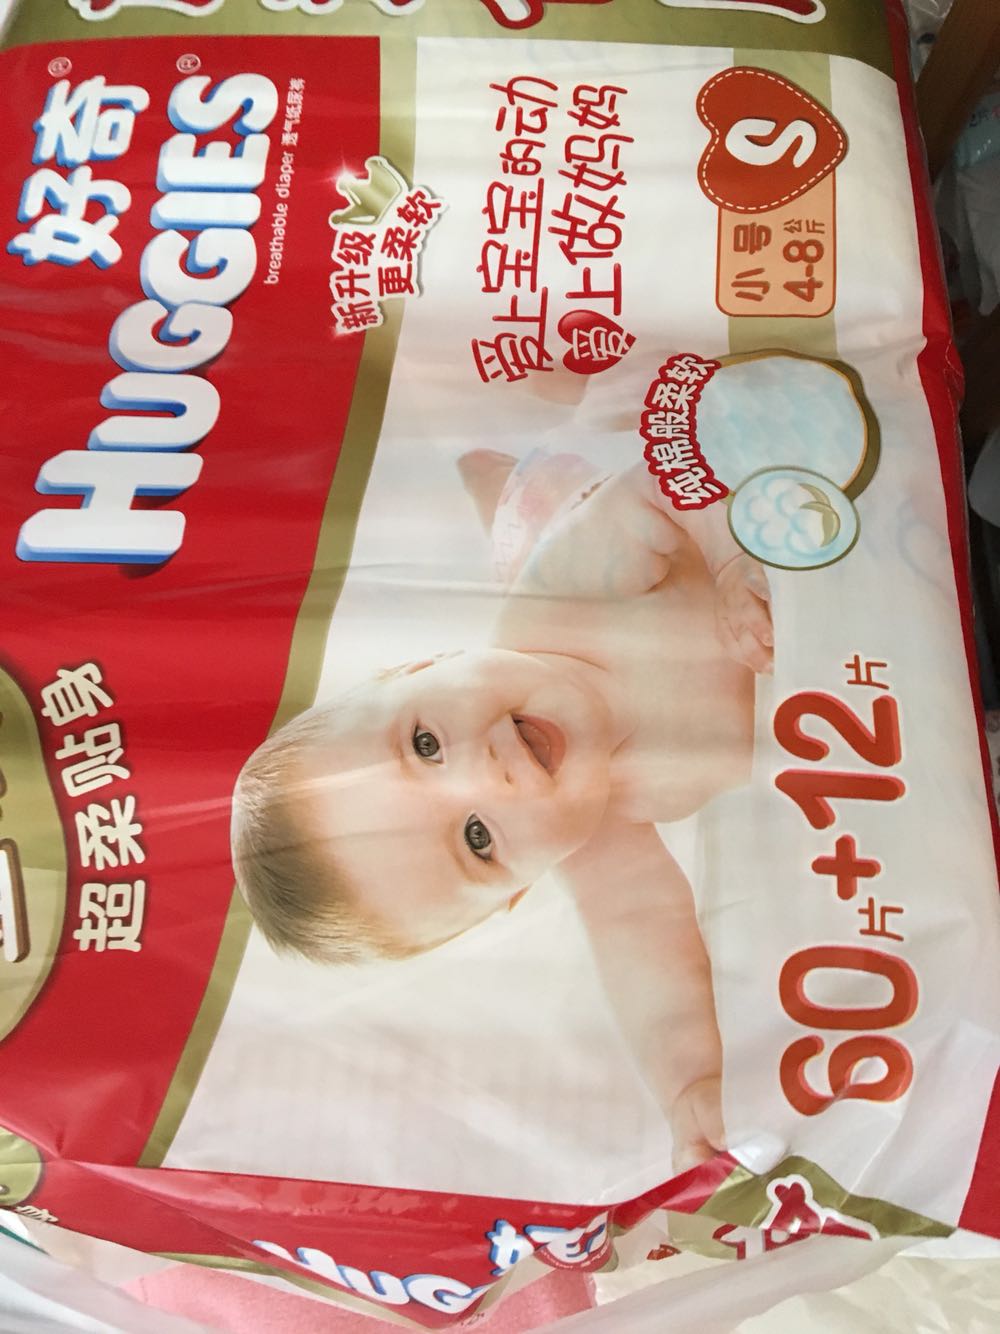 好奇®
HUGGIES®
breathable diaper 透气纸尿裤
新升级
更柔软
超柔贴身
爱上宝宝的动
爱上做妈妈
S
小号
4-8公斤
纯棉般柔软
60片+12片
HUG